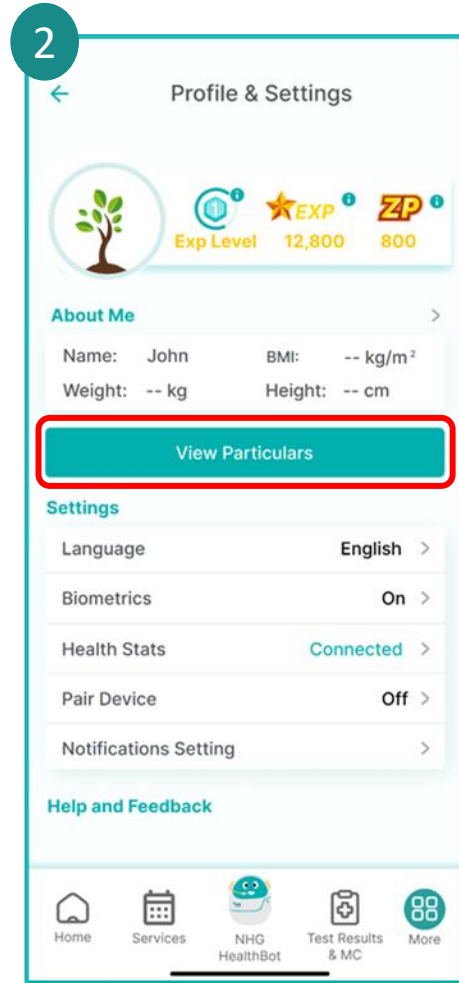 2
Profile & Settings
1
Exp Level
EXP
12,800
ZP
800
About Me
Name: John BMI: -- kg/m²
Weight: -- kg Height: -- cm
View Particulars
Settings
Language English
Biometrics On
Health Stats Connected
Pair Device Off
Notifications Setting
Help and Feedback
Home
Services
NHG
HealthBot
Test Results
& MC
More